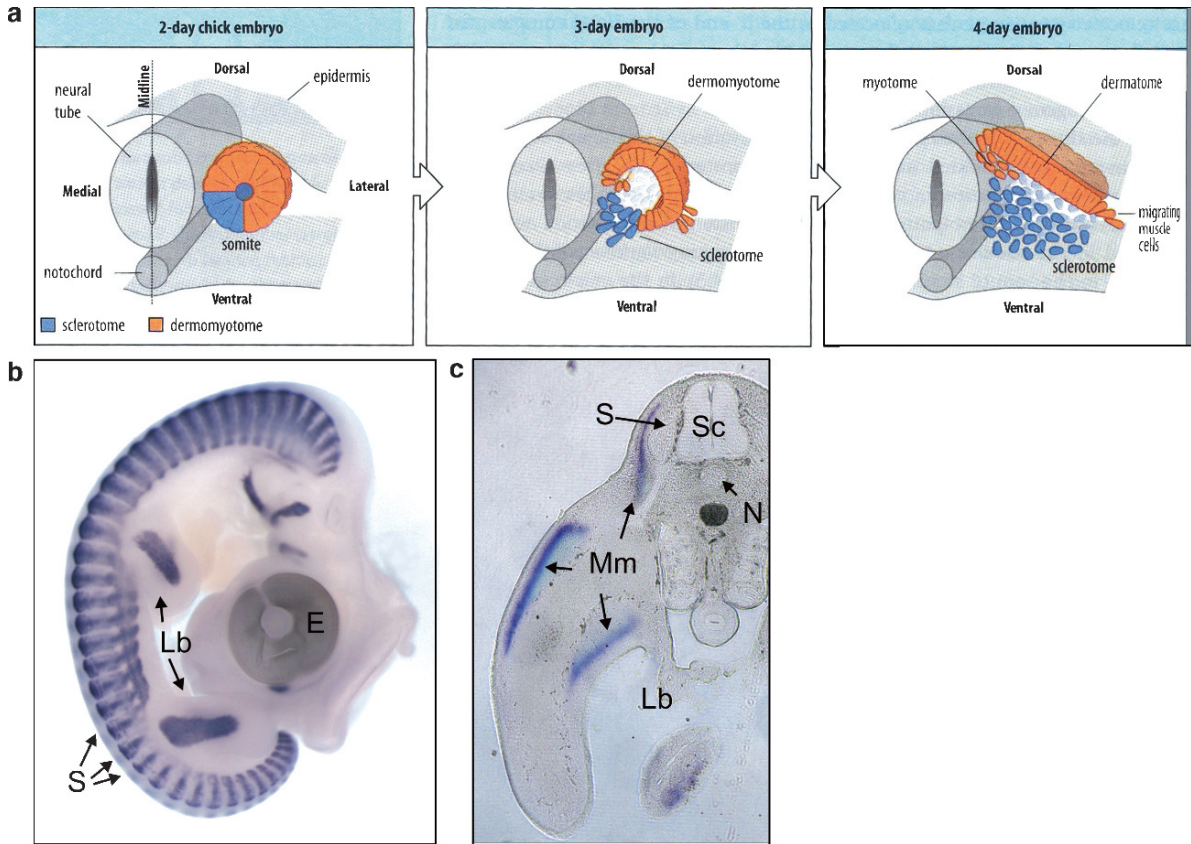 a
2-day chick embryo
Dorsal
epidermis
neural
tube
Midline
Medial
Lateral
somite
notochord
Ventral
sclerotome
dermomyotome
3-day embryo
Dorsal
dermomyotome
sclerotome
Ventral
4-day embryo
Dorsal
myotome
dermatome
migrating
muscle
cells
sclerotome
Ventral
b
E
Lb
S
c
S
Sc
N
Mm
Lb